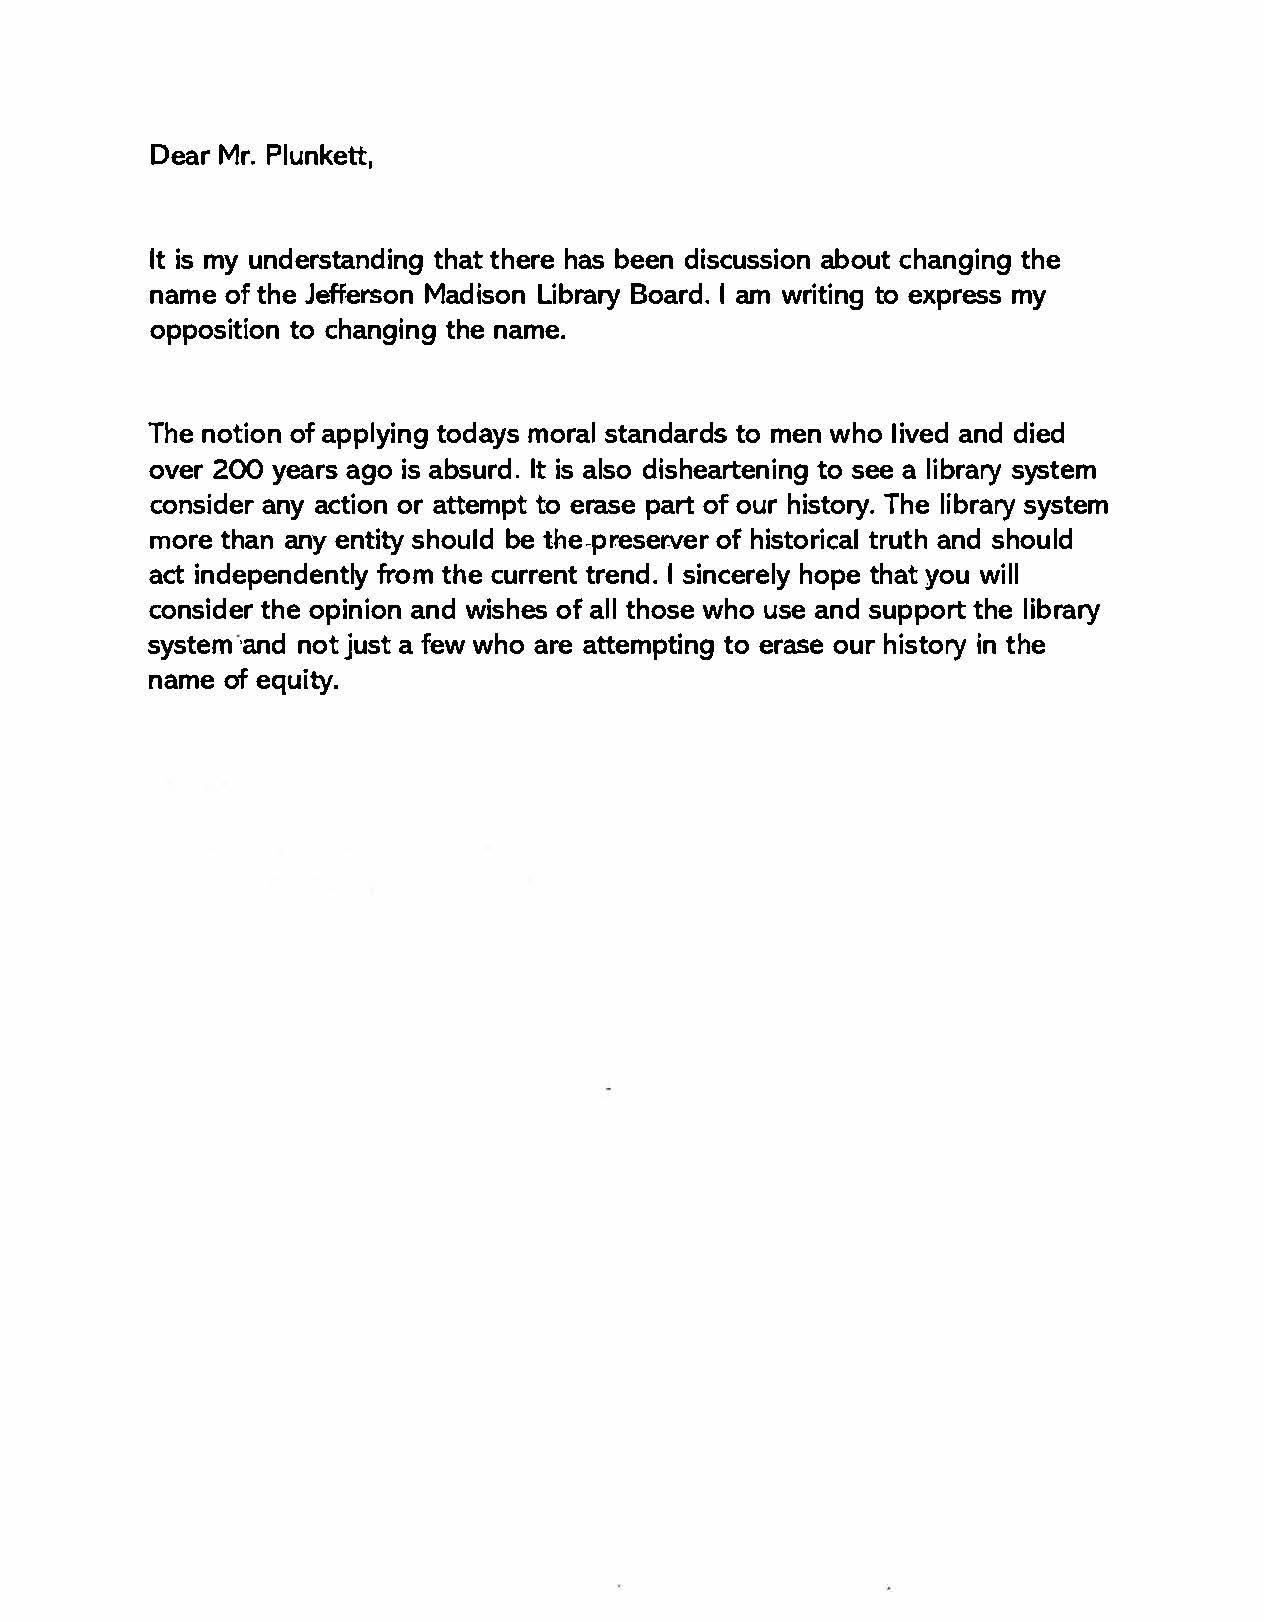 Dear Mr. Plunkett,
It is my understanding that there has been discussion about changing the
name of the Jefferson Madison Library Board. I am writing to express my
opposition to changing the name.
The notion of applying todays moral standards to men who lived and died
over 200 years ago is absurd. It is also disheartening to see a library system
consider any action or attempt to erase part of our history. The library system
more than any entity should be the preserver of historical truth and should
act independently from the current trend. I sincerely hope that you will
consider the opinion and wishes of all those who use and support the library
system and not just a few who are attempting to erase our history in the
name of equity.